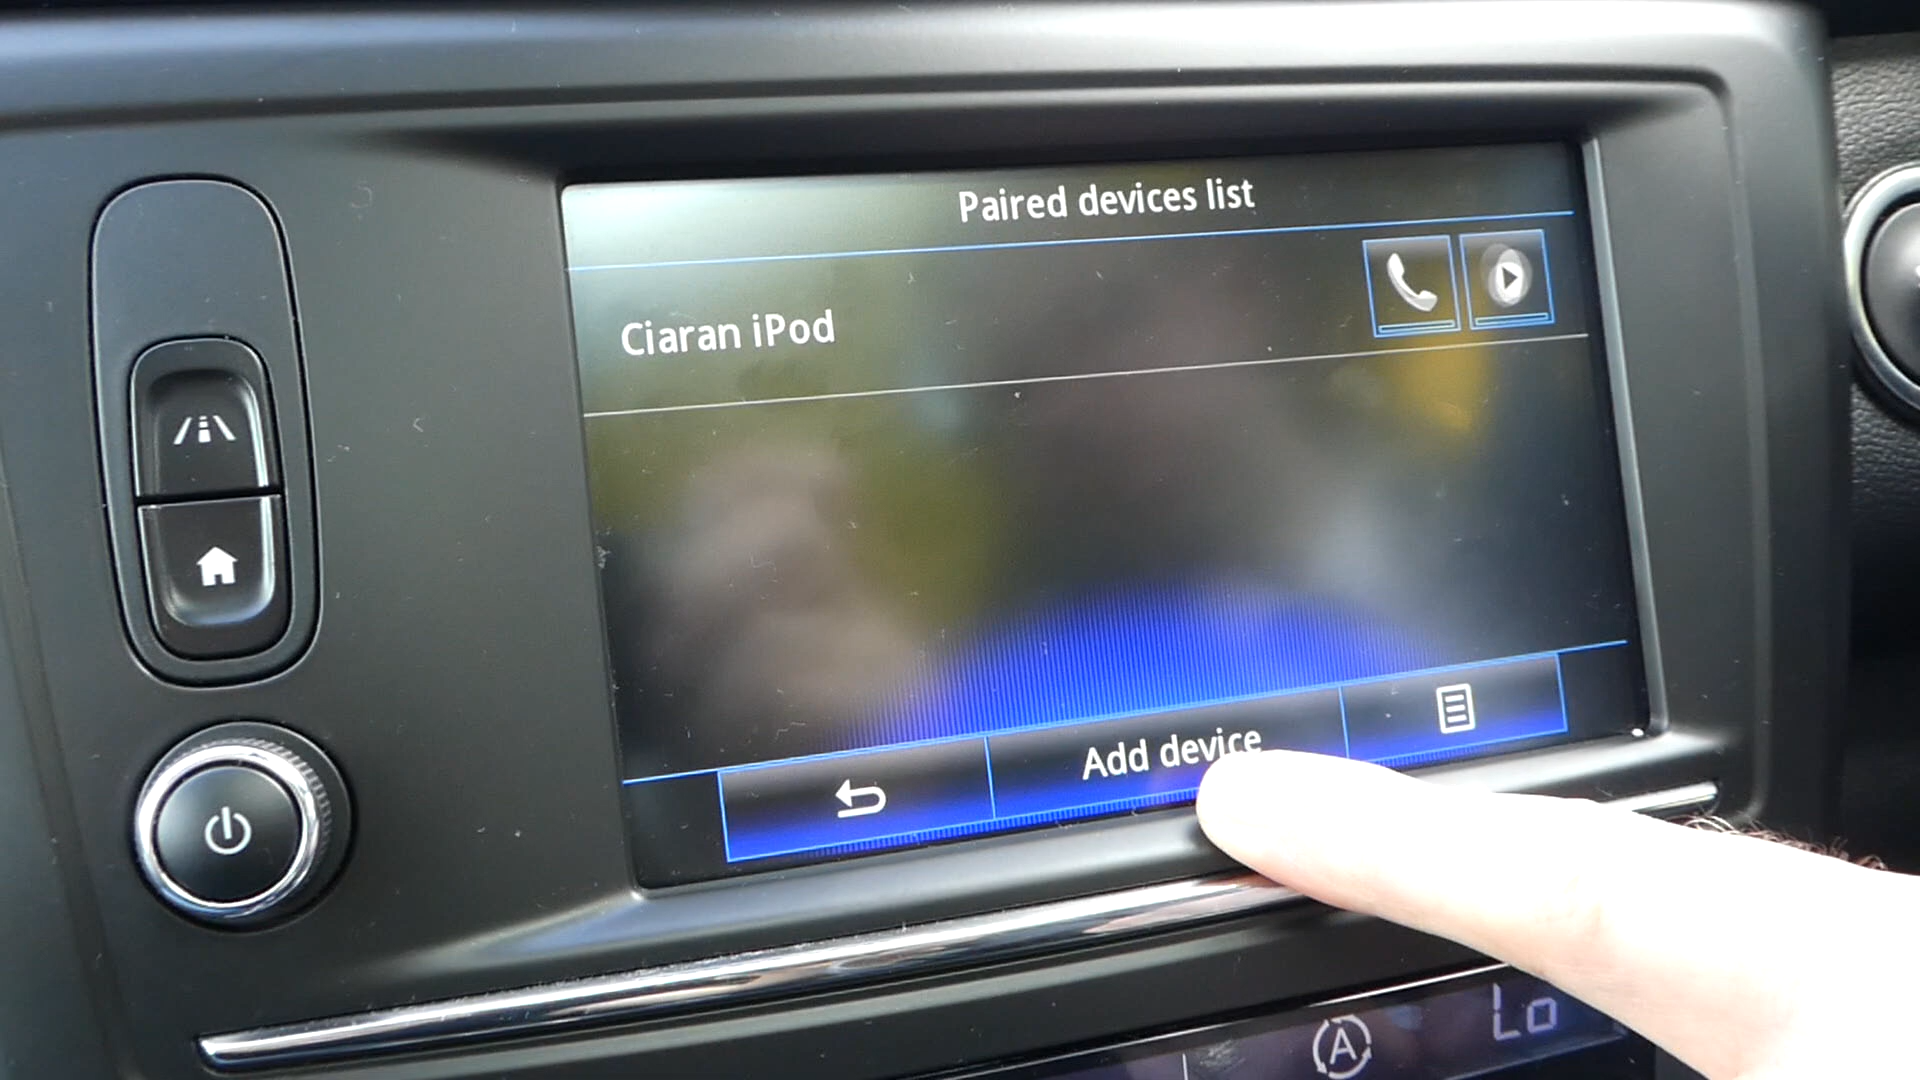 Paired devices list
Ciaran iPod
Add device
A
Lo